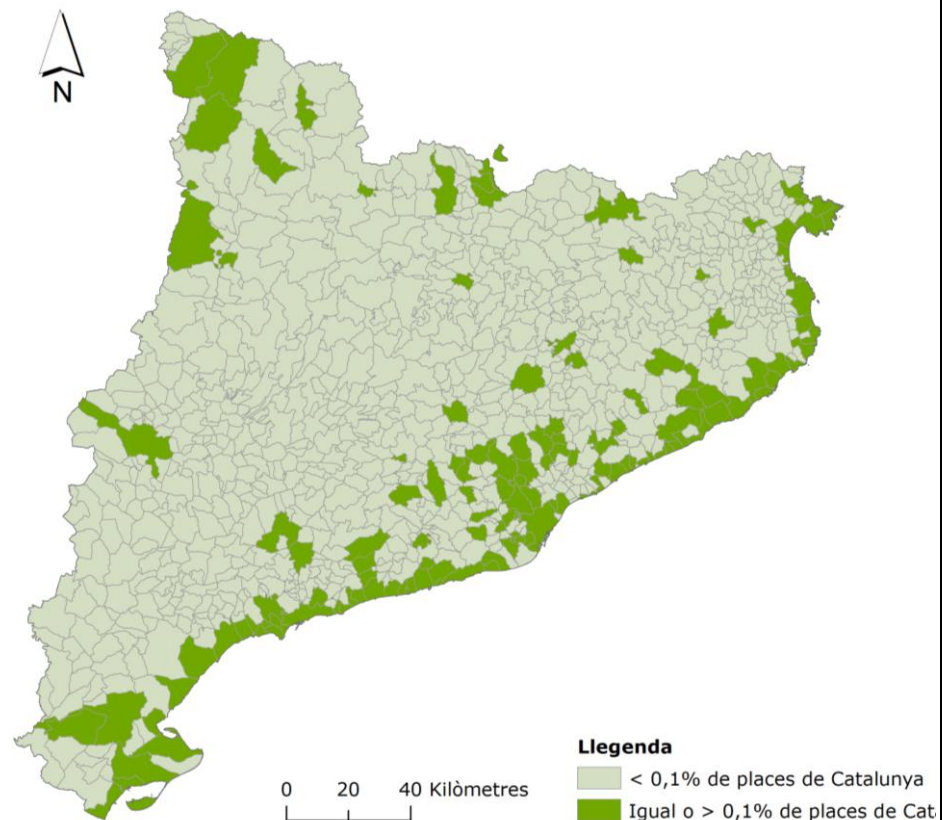 N
0 20 40 Kilòmetres
Llegenda
< 0,1% de places de Catalunya
Igual o > 0,1% de places de